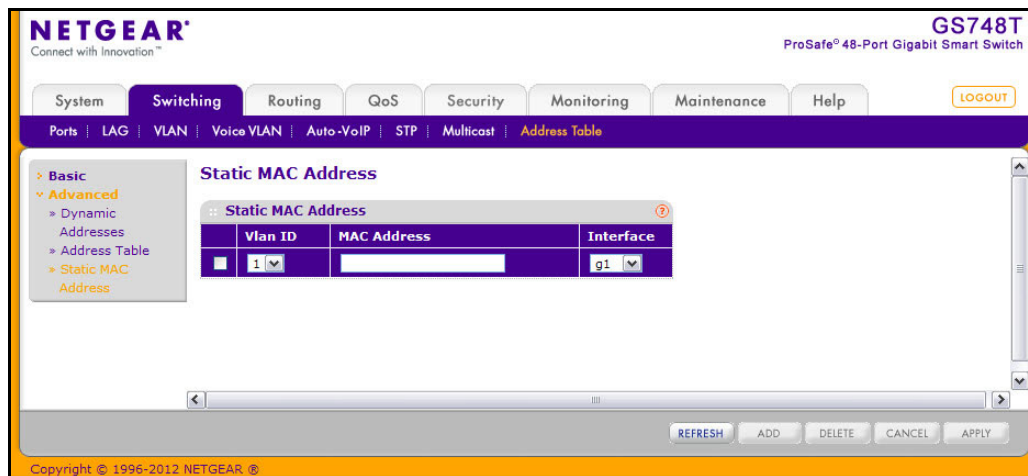 NETGEAR®
Connect with Innovation™
GS748T
ProSafe® 48-Port Gigabit Smart Switch
System Switching Routing QoS Security Monitoring Maintenance Help LOGOUT
Ports | LAG | VLAN | Voice VLAN | Auto-VoIP | STP | Multicast | Address Table
Basic
Advanced
» Dynamic
Addresses
» Address Table
» Static MAC
Address
Static MAC Address
Static MAC Address ?
Vlan ID MAC Address Interface
1 g1
REFRESH ADD DELETE CANCEL APPLY
Copyright © 1996-2012 NETGEAR ®